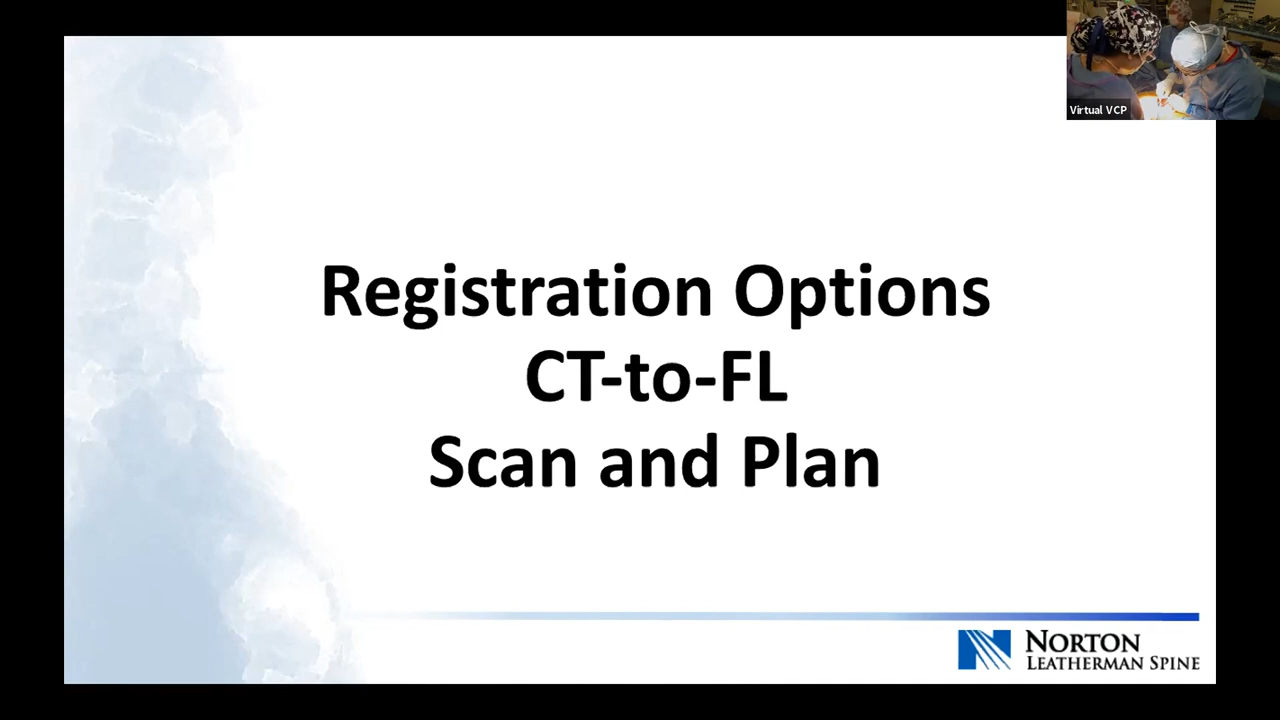 Virtual VCP
Registration Options
CT-to-FL
Scan and Plan
NORTON
LEATHERMAN SPINE